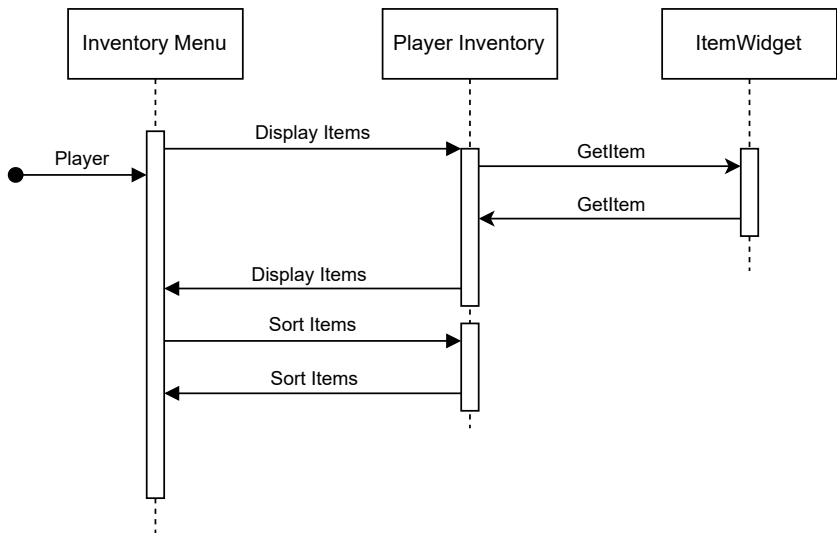 Inventory Menu
Player Inventory
ItemWidget
Display Items
GetItem
Player
GetItem
Display Items
Sort Items
Sort Items